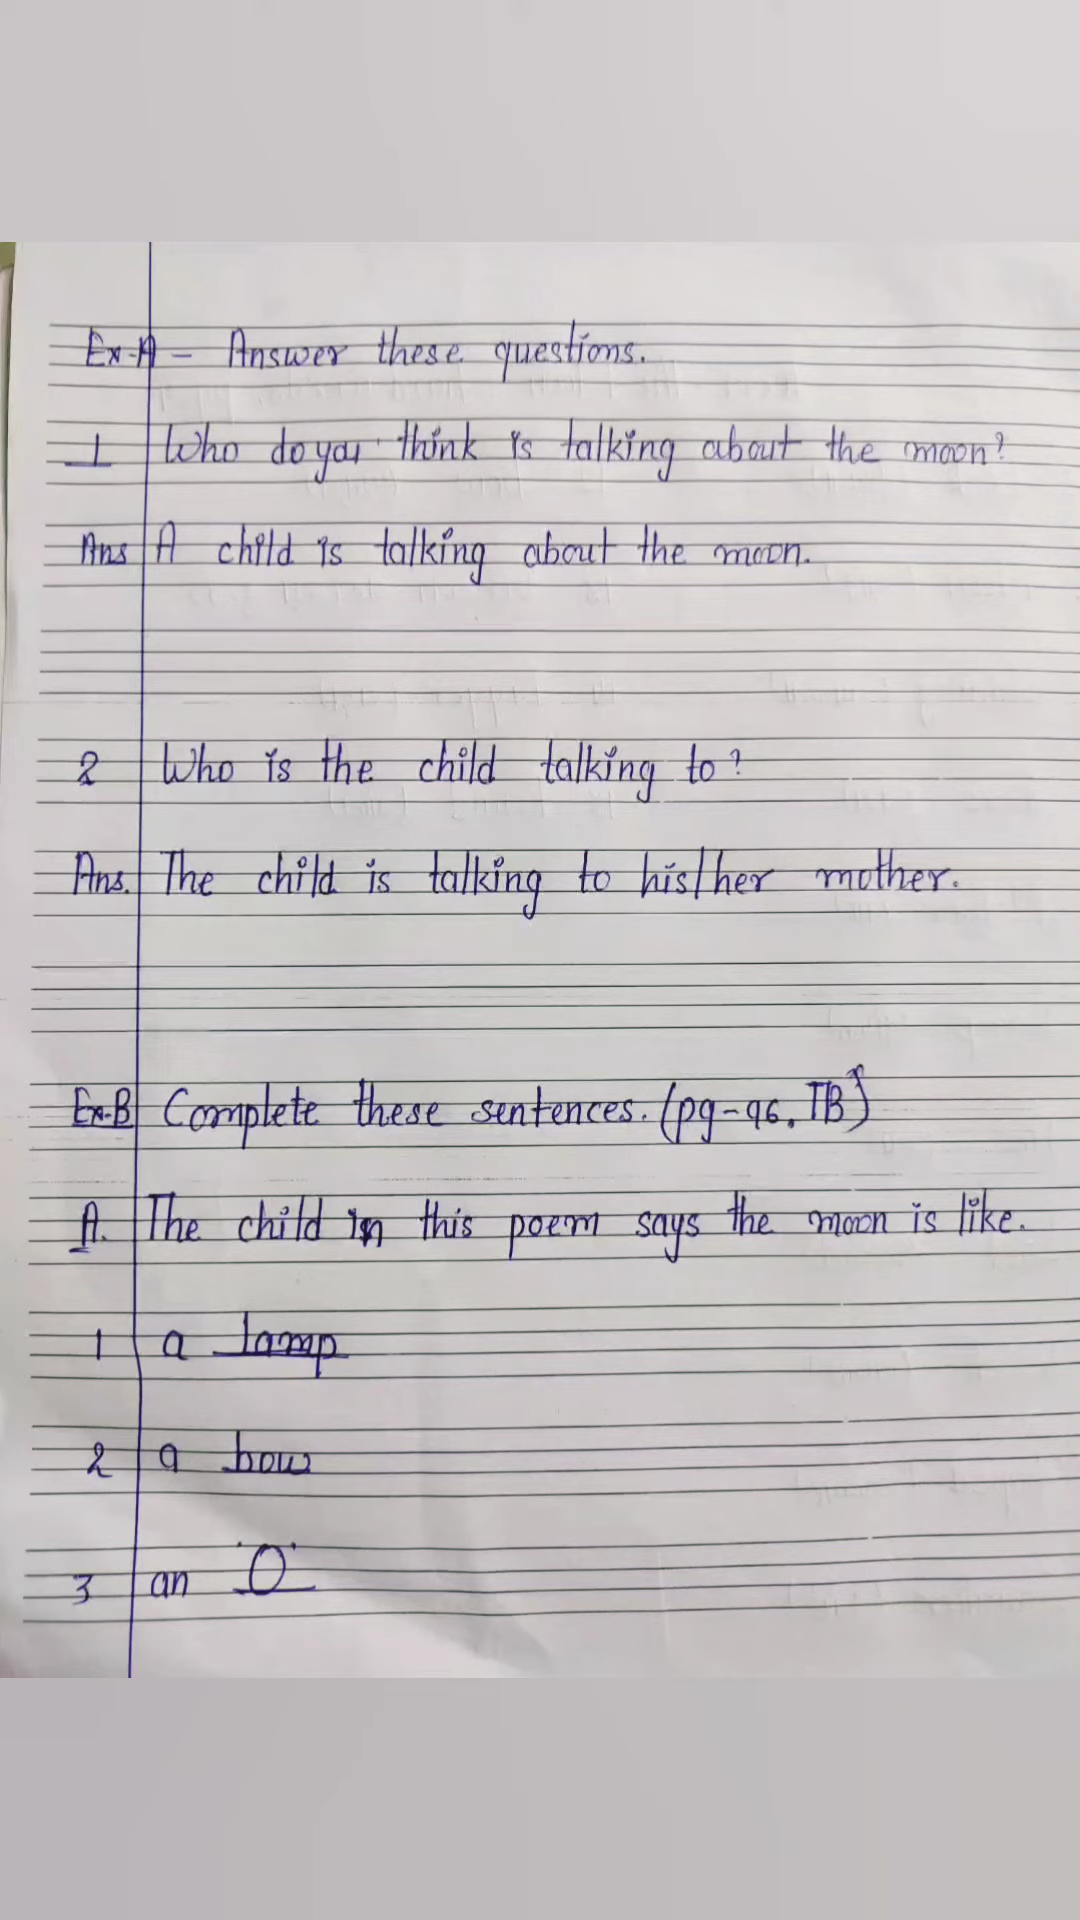 Ex-A - Answer these questions.
1 Who do you think is talking about the moon?
Ans A child is talking about the moon.
2 Who is the child talking to?
Ans. The child is talking to his/her mother.
Ex-B Complete these sentences. (pg-96, TB)
A. The child in this poem says the moon is like.
1 a lamp
2 a bow
3 an 'O'